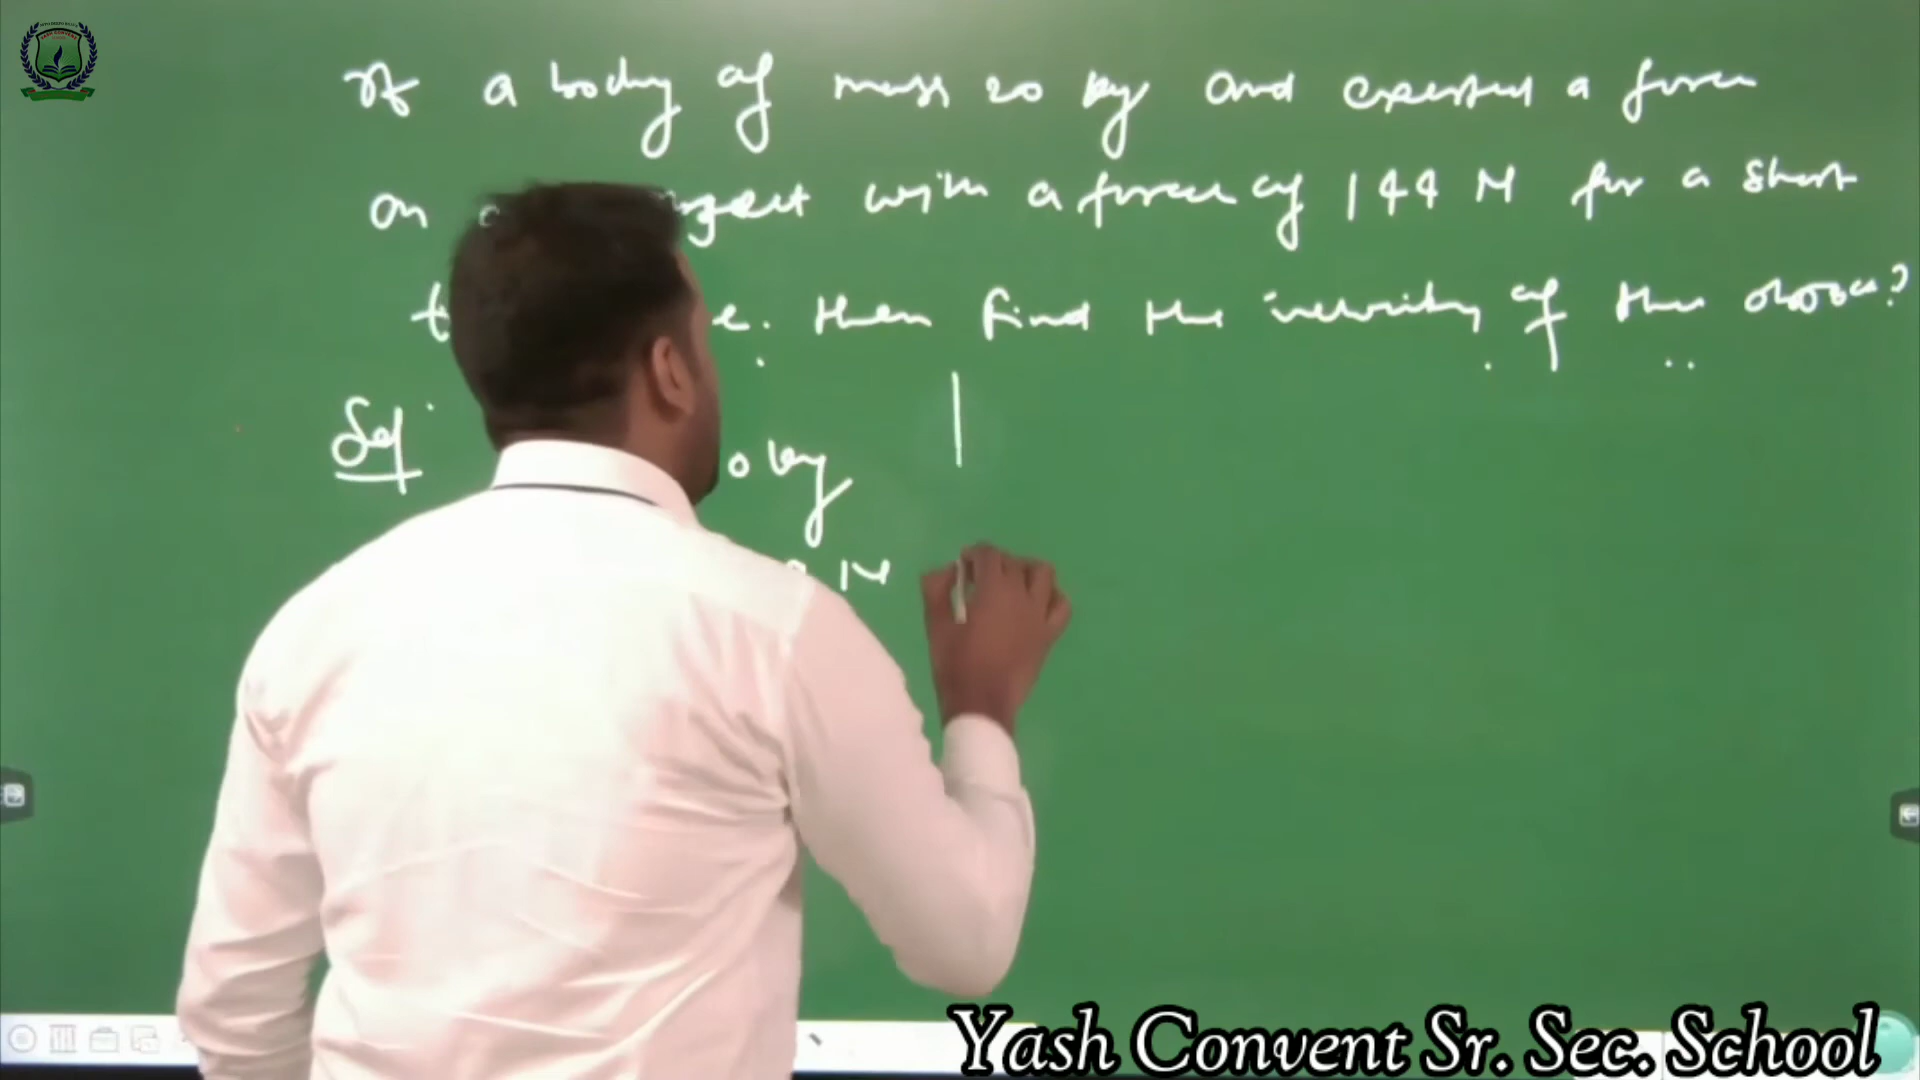 If a body of mass 20 kg and exerted a force
on with a force of 144 N for a short
then find the velocity of the
Sol
kg
N
Yash Convent Sr. Sec. School